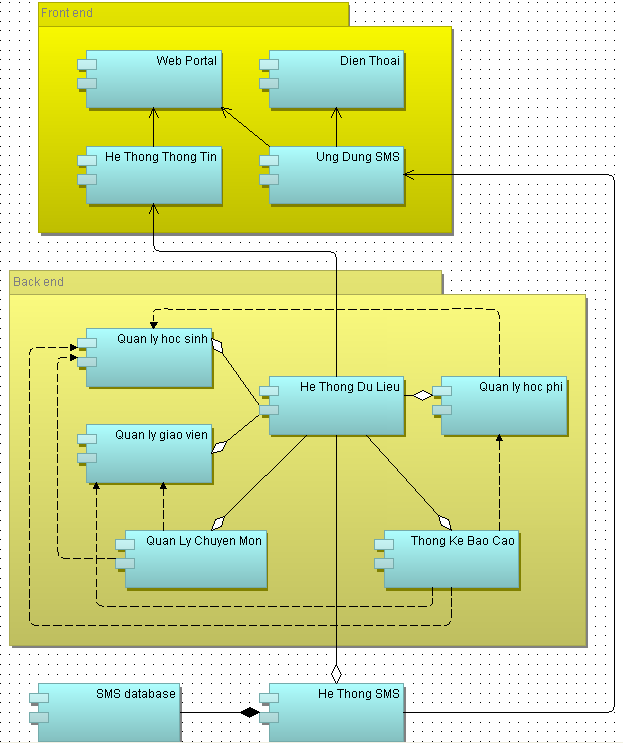 Front end
Web Portal
Dien Thoai
He Thong Thong Tin
Ung Dung SMS
Back end
Quan ly hoc sinh
He Thong Du Lieu
Quan ly hoc phi
Quan ly giao vien
Quan Ly Chuyen Mon
Thong Ke Bao Cao
SMS database
He Thong SMS